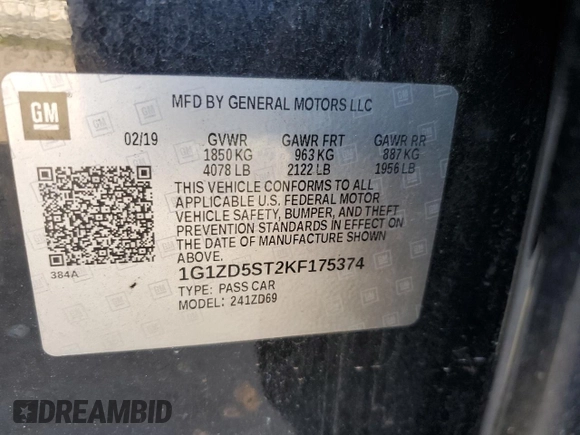 GM
MFD BY GENERAL MOTORS LLC
02/19 GVWR GAWR FRT GAWR RR
1850 KG 963 KG 887 KG
4078 LB 2122 LB 1956 LB
THIS VEHICLE CONFORMS TO ALL
APPLICABLE U.S. FEDERAL MOTOR
VEHICLE SAFETY, BUMPER, AND THEFT
PREVENTION STANDARDS IN EFFECT ON
THE DATE OF MANUFACTURE SHOWN
ABOVE.
384A
1G1ZD5ST2KF175374
TYPE: PASS CAR
MODEL: 241ZD69
DREAMBID